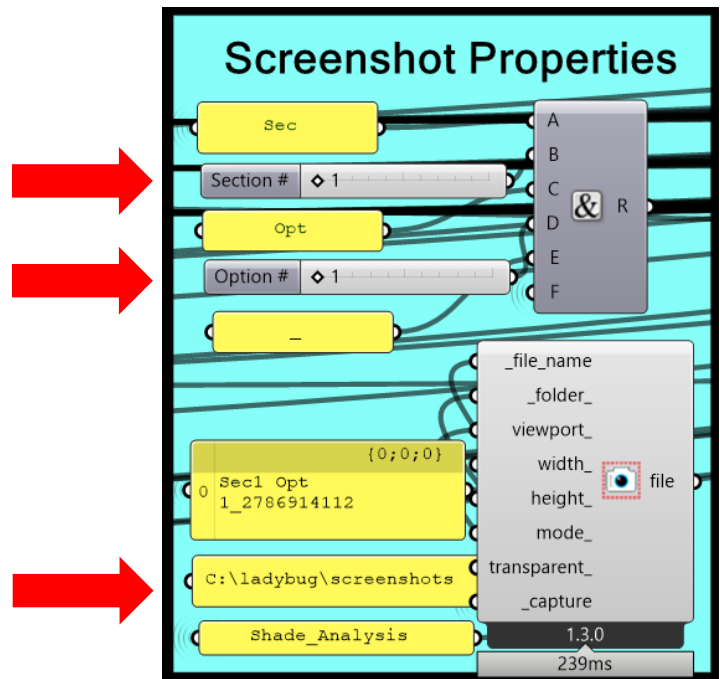 Screenshot Properties
Sec
A
B
Section # 1
C
& R
Opt
D
Option # 1
E
F
_
_file_name
_folder_
viewport_
{0;0;0}
width_
0 Sec1 Opt
1_2786914112
file
height_
mode_
C:\ladybug\screenshots
transparent_
_capture
Shade_Analysis
1.3.0
239ms